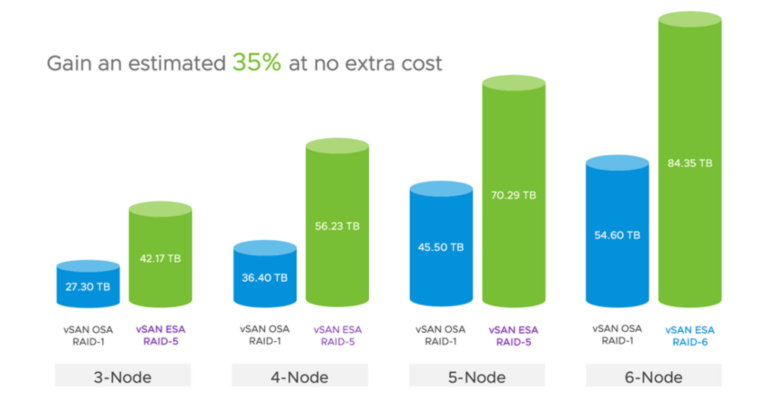 Gain an estimated 35% at no extra cost
27.30 TB
42.17 TB
36.40 TB
56.23 TB
45.50 TB
70.29 TB
54.60 TB
84.35 TB
vSAN OSA
RAID-1
vSAN ESA
RAID-5
vSAN OSA
RAID-1
vSAN ESA
RAID-5
vSAN OSA
RAID-1
vSAN ESA
RAID-5
vSAN OSA
RAID-1
vSAN ESA
RAID-6
3-Node
4-Node
5-Node
6-Node